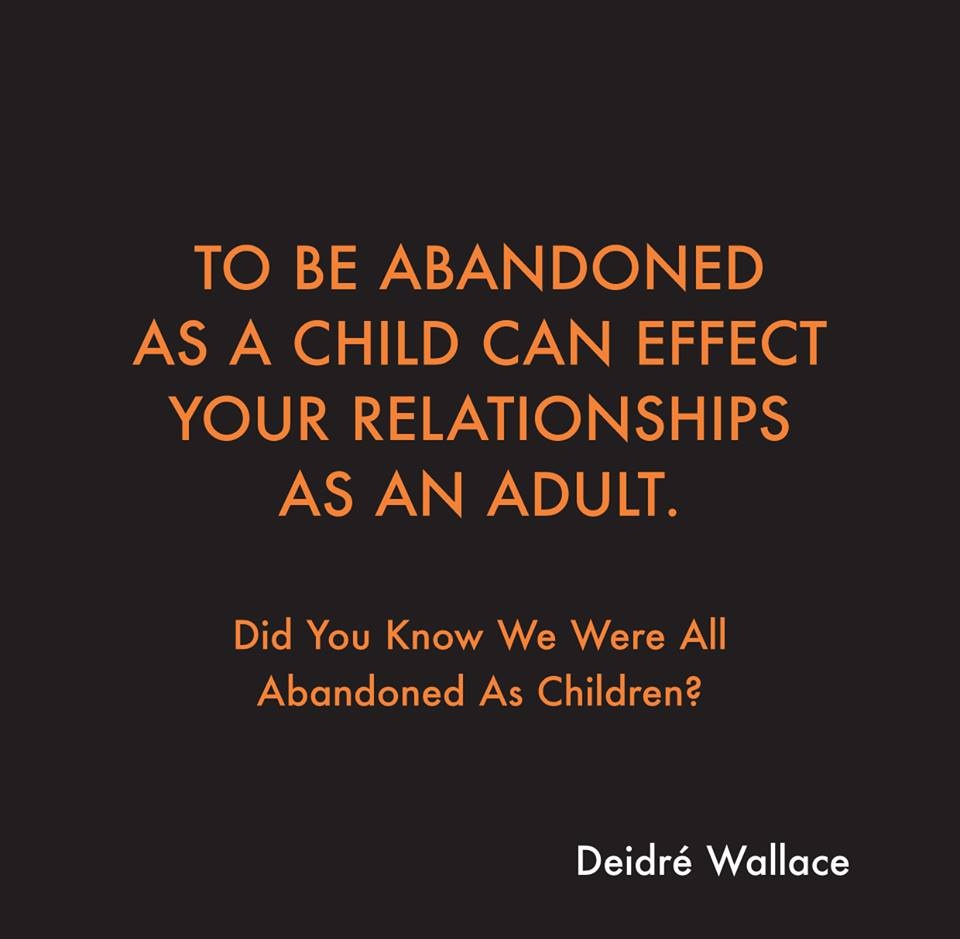 TO BE ABANDONED
AS A CHILD CAN EFFECT
YOUR RELATIONSHIPS
AS AN ADULT.
Did You Know We Were All
Abandoned As Children?
Deidré Wallace